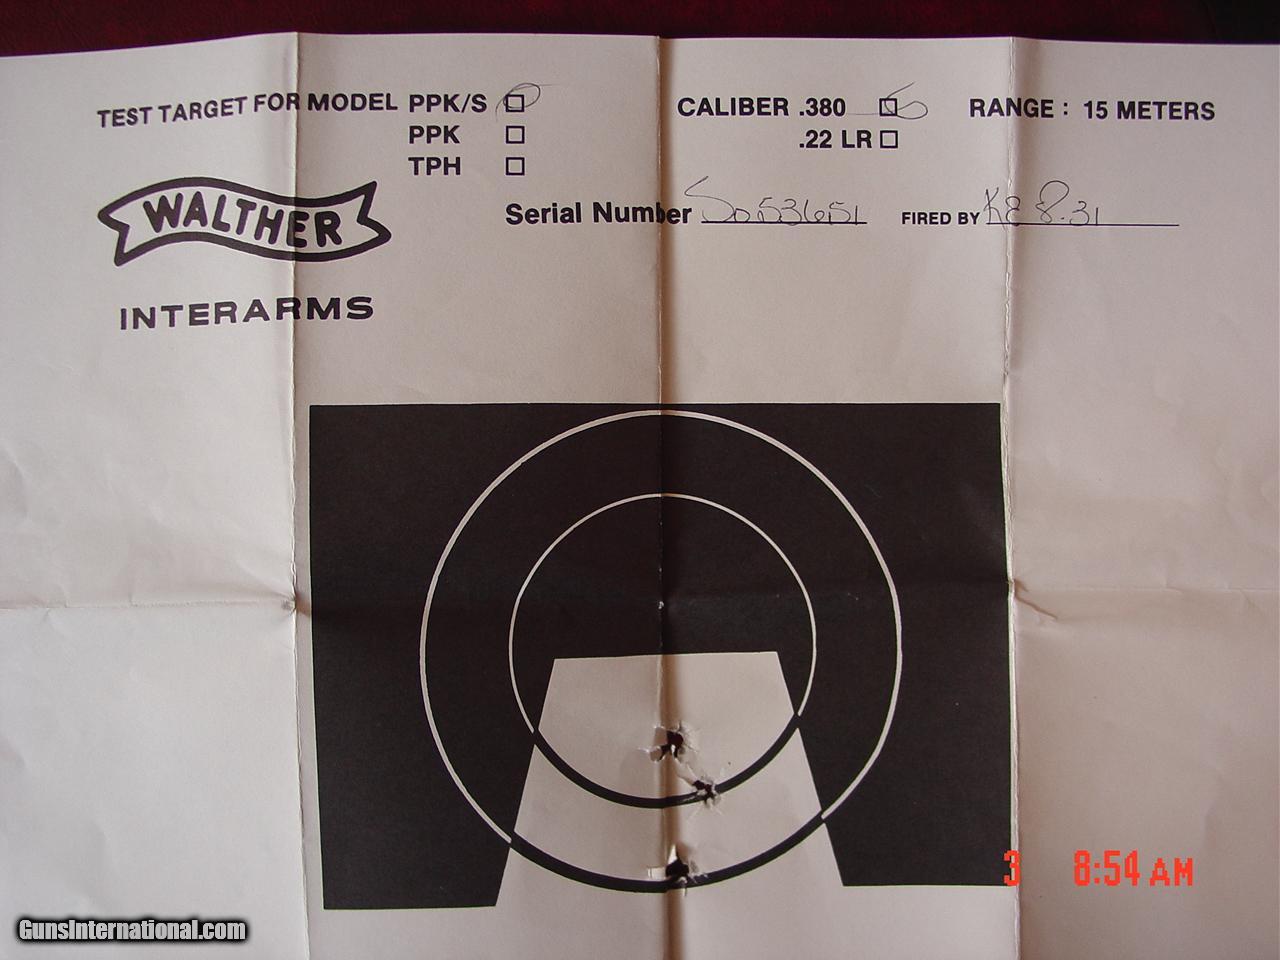 TEST TARGET FOR MODEL PPK/S
PPK
TPH
CALIBER .380
.22 LR
RANGE : 15 METERS
WALTHER
INTERARMS
Serial Number S053651
FIRED BY KE 8.31
3 8:54 AM
GunsInternational.com